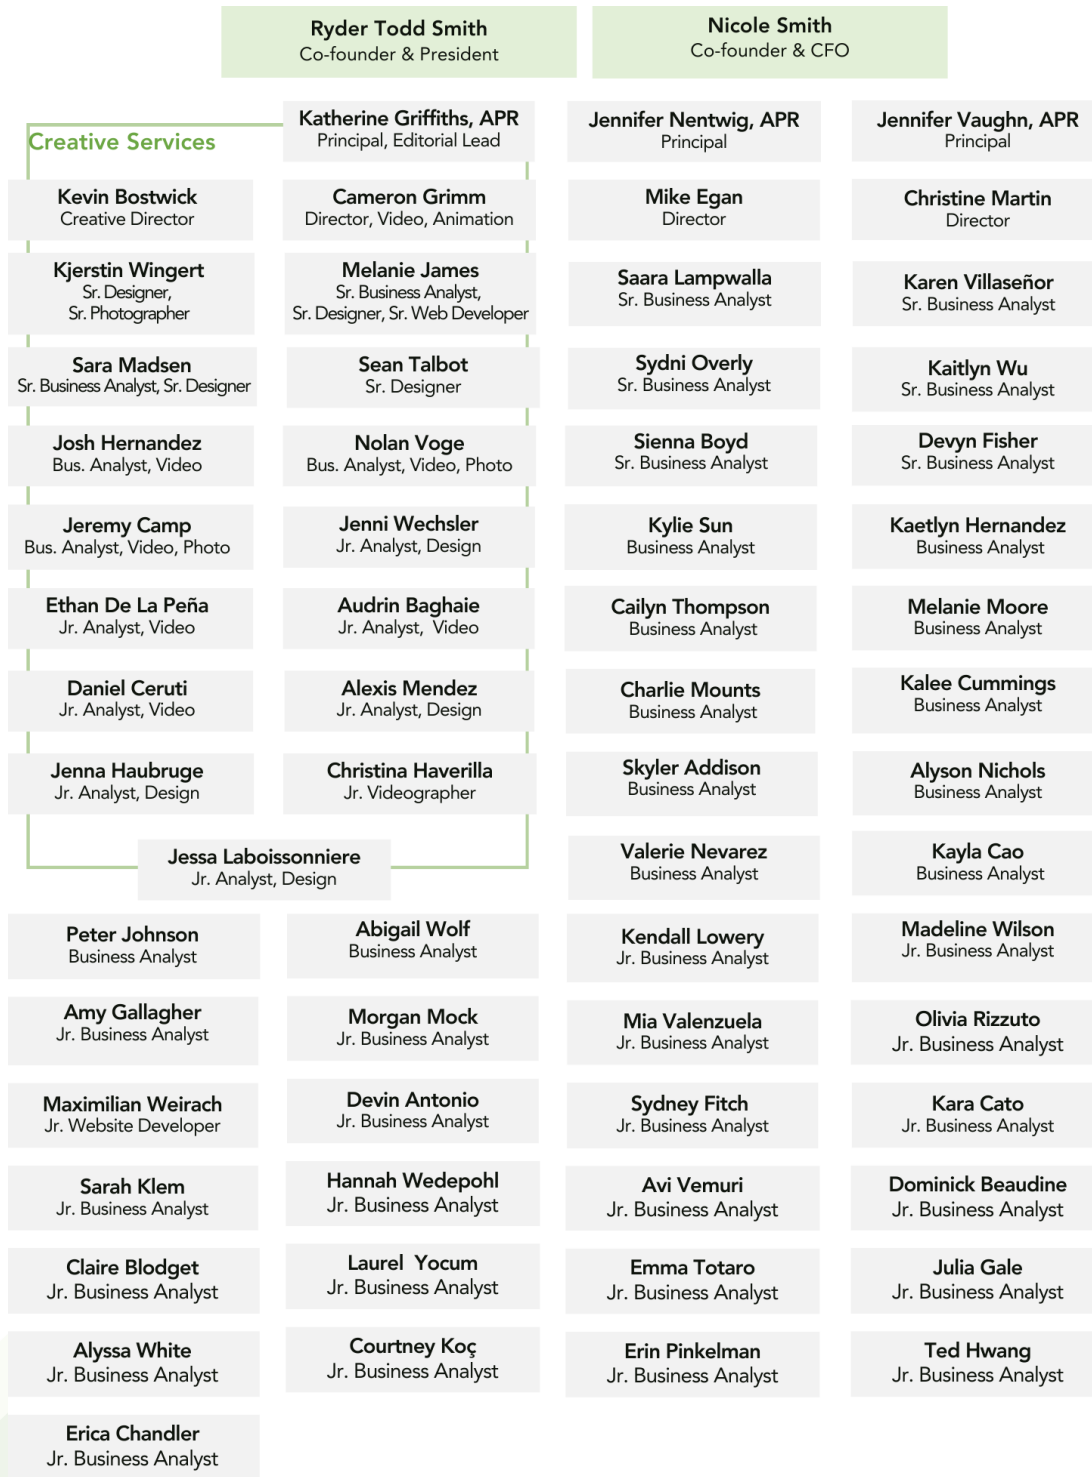 Ryder Todd Smith
Co-founder & President
Nicole Smith
Co-founder & CFO
Creative Services
Katherine Griffiths, APR
Principal, Editorial Lead
Jennifer Nentwig, APR
Principal
Jennifer Vaughn, APR
Principal
Kevin Bostwick
Creative Director
Cameron Grimm
Director, Video, Animation
Mike Egan
Director
Christine Martin
Director
Kjerstin Wingert
Sr. Designer,
Sr. Photographer
Melanie James
Sr. Business Analyst,
Sr. Designer, Sr. Web Developer
Saara Lampwalla
Sr. Business Analyst
Karen Villaseñor
Sr. Business Analyst
Sara Madsen
Sr. Business Analyst, Sr. Designer
Sean Talbot
Sr. Designer
Sydni Overly
Sr. Business Analyst
Kaitlyn Wu
Sr. Business Analyst
Josh Hernandez
Bus. Analyst, Video
Nolan Voge
Bus. Analyst, Video, Photo
Sienna Boyd
Sr. Business Analyst
Devyn Fisher
Sr. Business Analyst
Jeremy Camp
Bus. Analyst, Video, Photo
Jenni Wechsler
Jr. Analyst, Design
Kylie Sun
Business Analyst
Kaetlyn Hernandez
Business Analyst
Ethan De La Peña
Jr. Analyst, Video
Audrin Baghaie
Jr. Analyst, Video
Cailyn Thompson
Business Analyst
Melanie Moore
Business Analyst
Daniel Ceruti
Jr. Analyst, Video
Alexis Mendez
Jr. Analyst, Design
Charlie Mounts
Business Analyst
Kalee Cummings
Business Analyst
Jenna Haubruge
Jr. Analyst, Design
Christina Haverilla
Jr. Videographer
Skyler Addison
Business Analyst
Alyson Nichols
Business Analyst
Jessa Laboissonniere
Jr. Analyst, Design
Valerie Nevarez
Business Analyst
Kayla Cao
Business Analyst
Peter Johnson
Business Analyst
Abigail Wolf
Business Analyst
Kendall Lowery
Jr. Business Analyst
Madeline Wilson
Jr. Business Analyst
Amy Gallagher
Jr. Business Analyst
Morgan Mock
Jr. Business Analyst
Mia Valenzuela
Jr. Business Analyst
Olivia Rizzuto
Jr. Business Analyst
Maximilian Weirach
Jr. Website Developer
Devin Antonio
Jr. Business Analyst
Sydney Fitch
Jr. Business Analyst
Kara Cato
Jr. Business Analyst
Sarah Klem
Jr. Business Analyst
Hannah Wedepohl
Jr. Business Analyst
Avi Vemuri
Jr. Business Analyst
Dominick Beaudine
Jr. Business Analyst
Claire Blodget
Jr. Business Analyst
Laurel Yocum
Jr. Business Analyst
Emma Totaro
Jr. Business Analyst
Julia Gale
Jr. Business Analyst
Alyssa White
Jr. Business Analyst
Courtney Koç
Jr. Business Analyst
Erin Pinkelman
Jr. Business Analyst
Ted Hwang
Jr. Business Analyst
Erica Chandler
Jr. Business Analyst